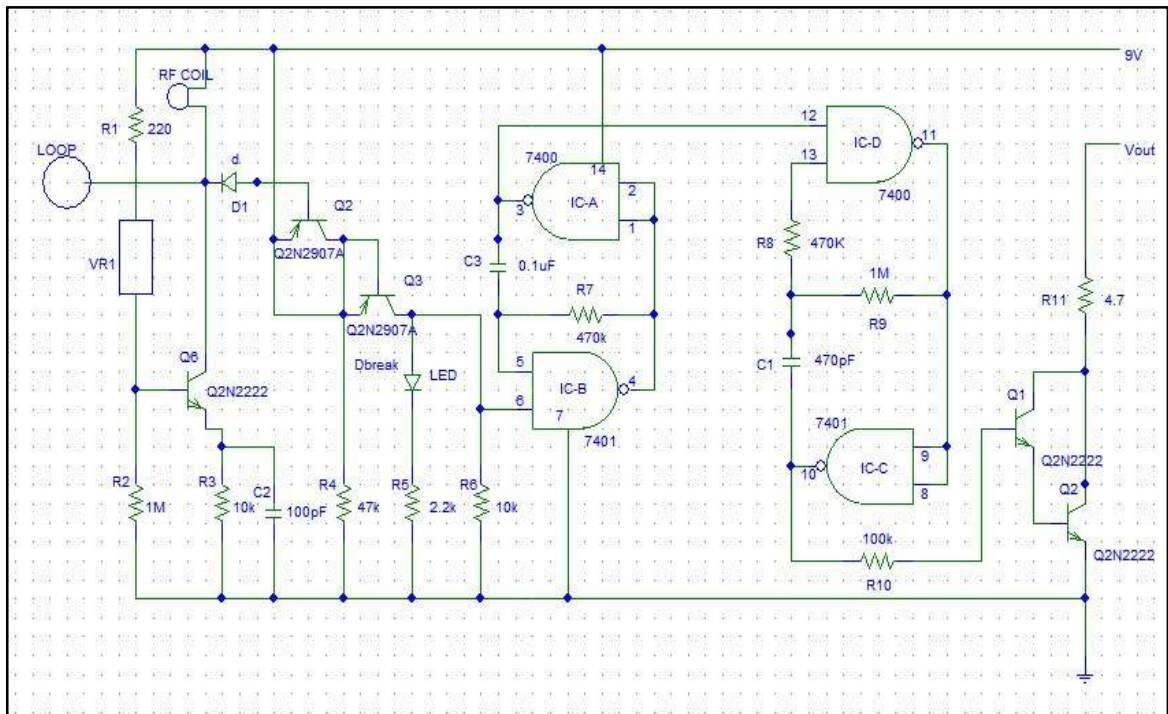 9V
RF COIL
R1
220
LOOP
d.
D1
Q2
Q2N2907A
VR1
Q3
Q2N2907A
7400
14
2
1
3
IC-A
C3
0.1uF
R7
470k
12
13
11
IC-D
7400
R8
470K
1M
R9
Vout
R11
4.7
Q6
Q2N2222
Dbreak
LED
5
6
4
IC-B
7
7401
C1
470pF
7401
10
IC-C
9
8
Q1
Q2N2222
Q2
Q2N2222
R2
1M
R3
10k
C2
100pF
R4
47k
R5
2.2k
R6
10k
100k
R10